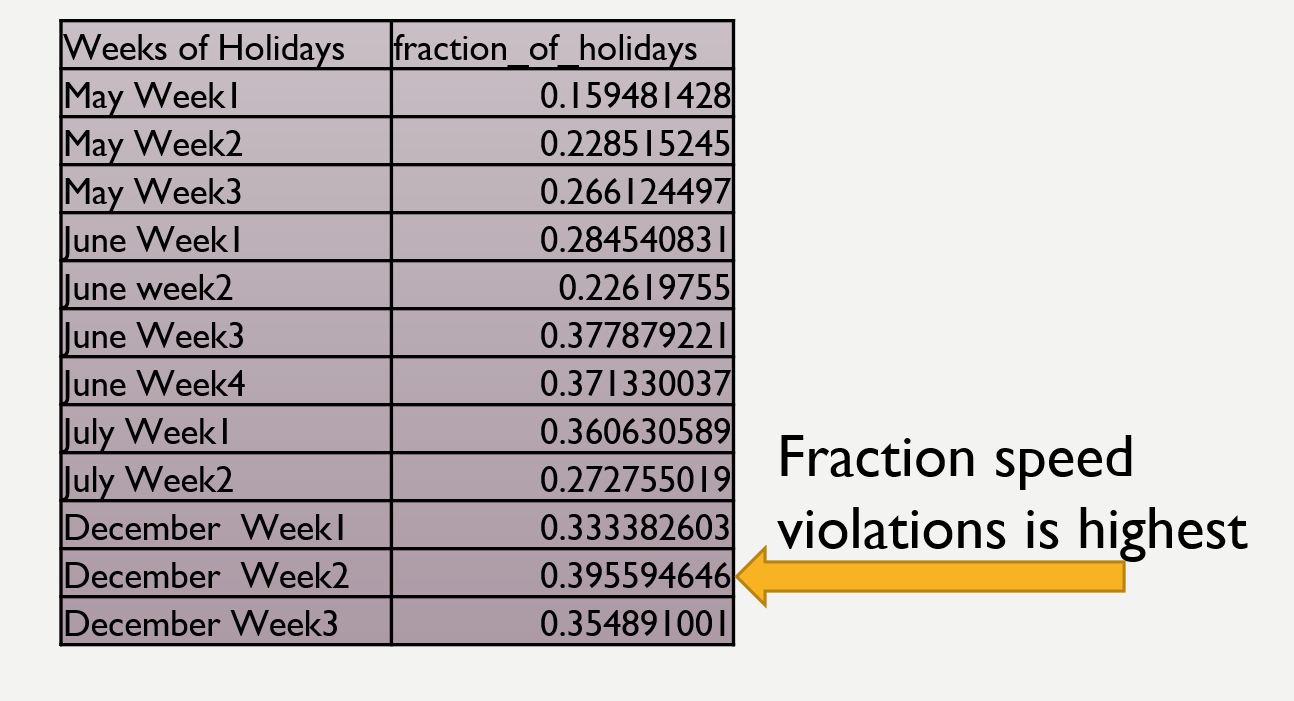 Weeks of Holidays fraction_of_holidays
May Week1 0.159481428
May Week2 0.228515245
May Week3 0.266124497
June Week1 0.284540831
June week2 0.22619755
June Week3 0.377879221
June Week4 0.371330037
July Week1 0.360630589
July Week2 0.272755019
December Week1 0.333382603
December Week2 0.395594646
December Week3 0.354891001
Fraction speed
violations is highest